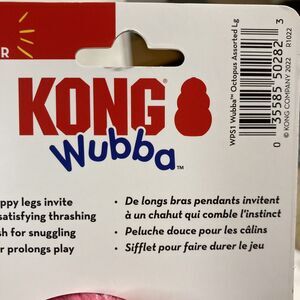 R
KONG
Wubba™
ppy legs invite
satisfying thrashing
sh for snuggling
r prolongs play
• De longs bras pendants invitent
à un chahut qui comble l'instinct
• Peluche douce pour les câlins
• Sifflet pour faire durer le jeu
WPS1 Wubba™ Octopus Assorted Lg
0 35585 50282 3
© KONG COMPANY 2022
R1022